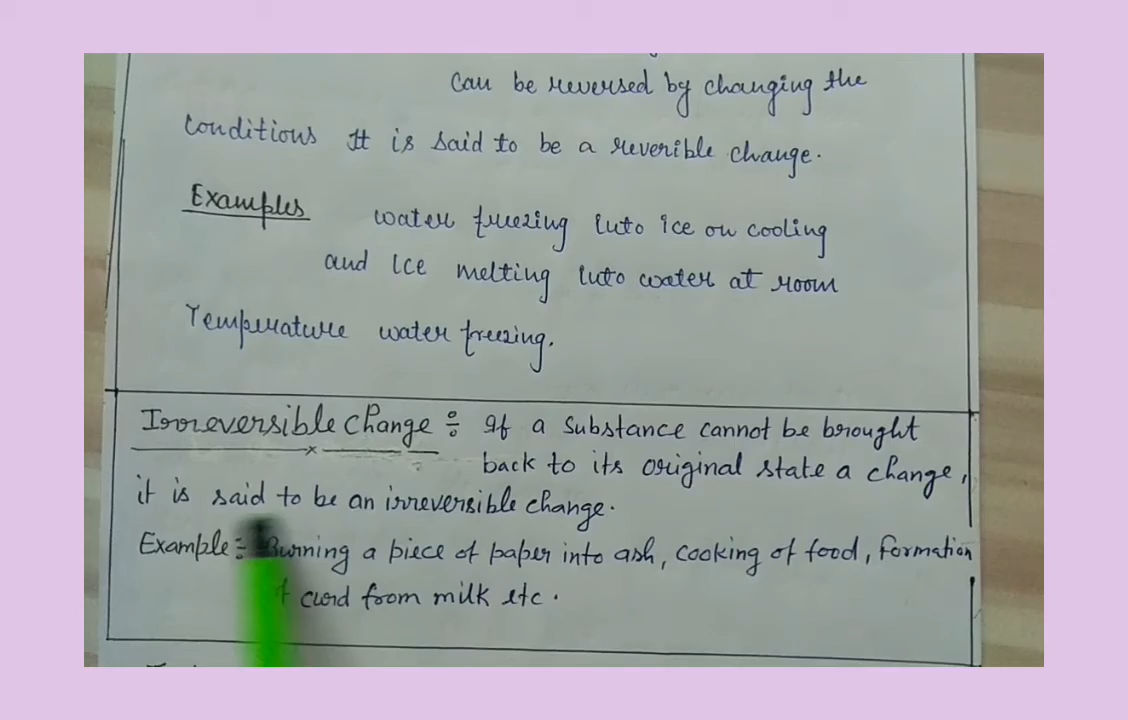 can be reversed by changing the
conditions It is said to be a reverible change.
Examples water freezing into ice on cooling
and Ice melting into water at room
Temperature water freezing.
Irreversible change ÷ If a substance cannot be brought
back to its original state a change,
it is said to be an irreversible change.
Example ÷ Burning a piece of paper into ash, cooking of food, formation
curd from milk etc.